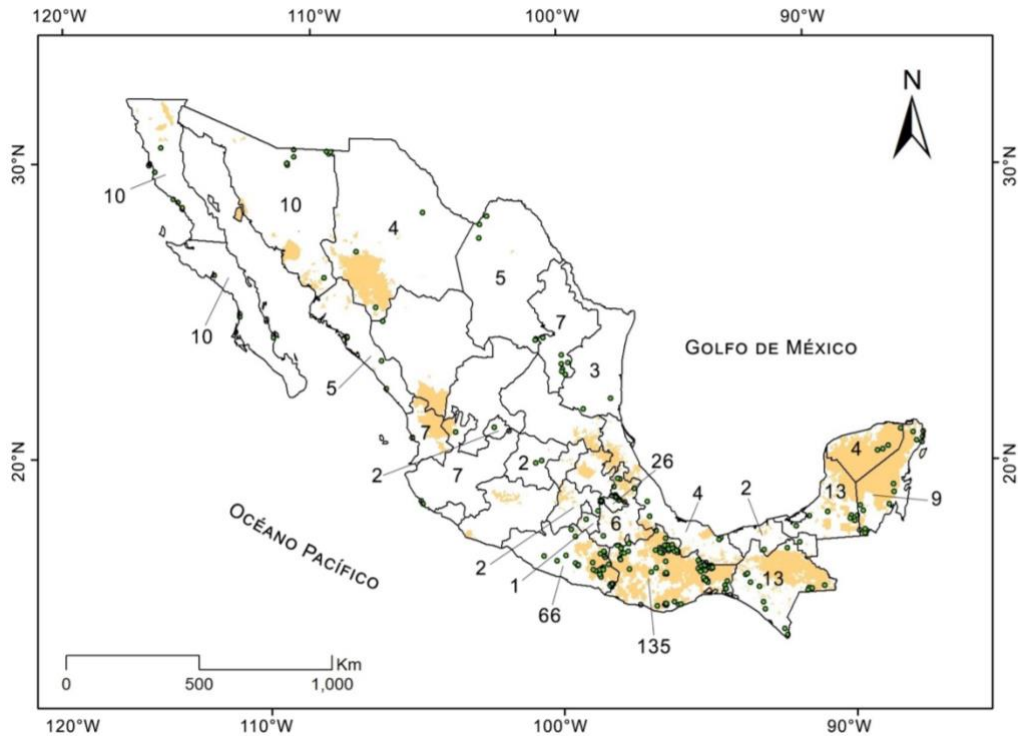 120°W 110°W 100°W 90°W
N
30°N 30°N
10 10 4
5
10 7
GOLFO DE MÉXICO
5 3
20°N 20°N
7 2 26 4
2 7 4 2 13 9
OCÉANO PACÍFICO
6
2 13
1
66
135
Km
0 500 1,000
120°W 110°W 100°W 90°W